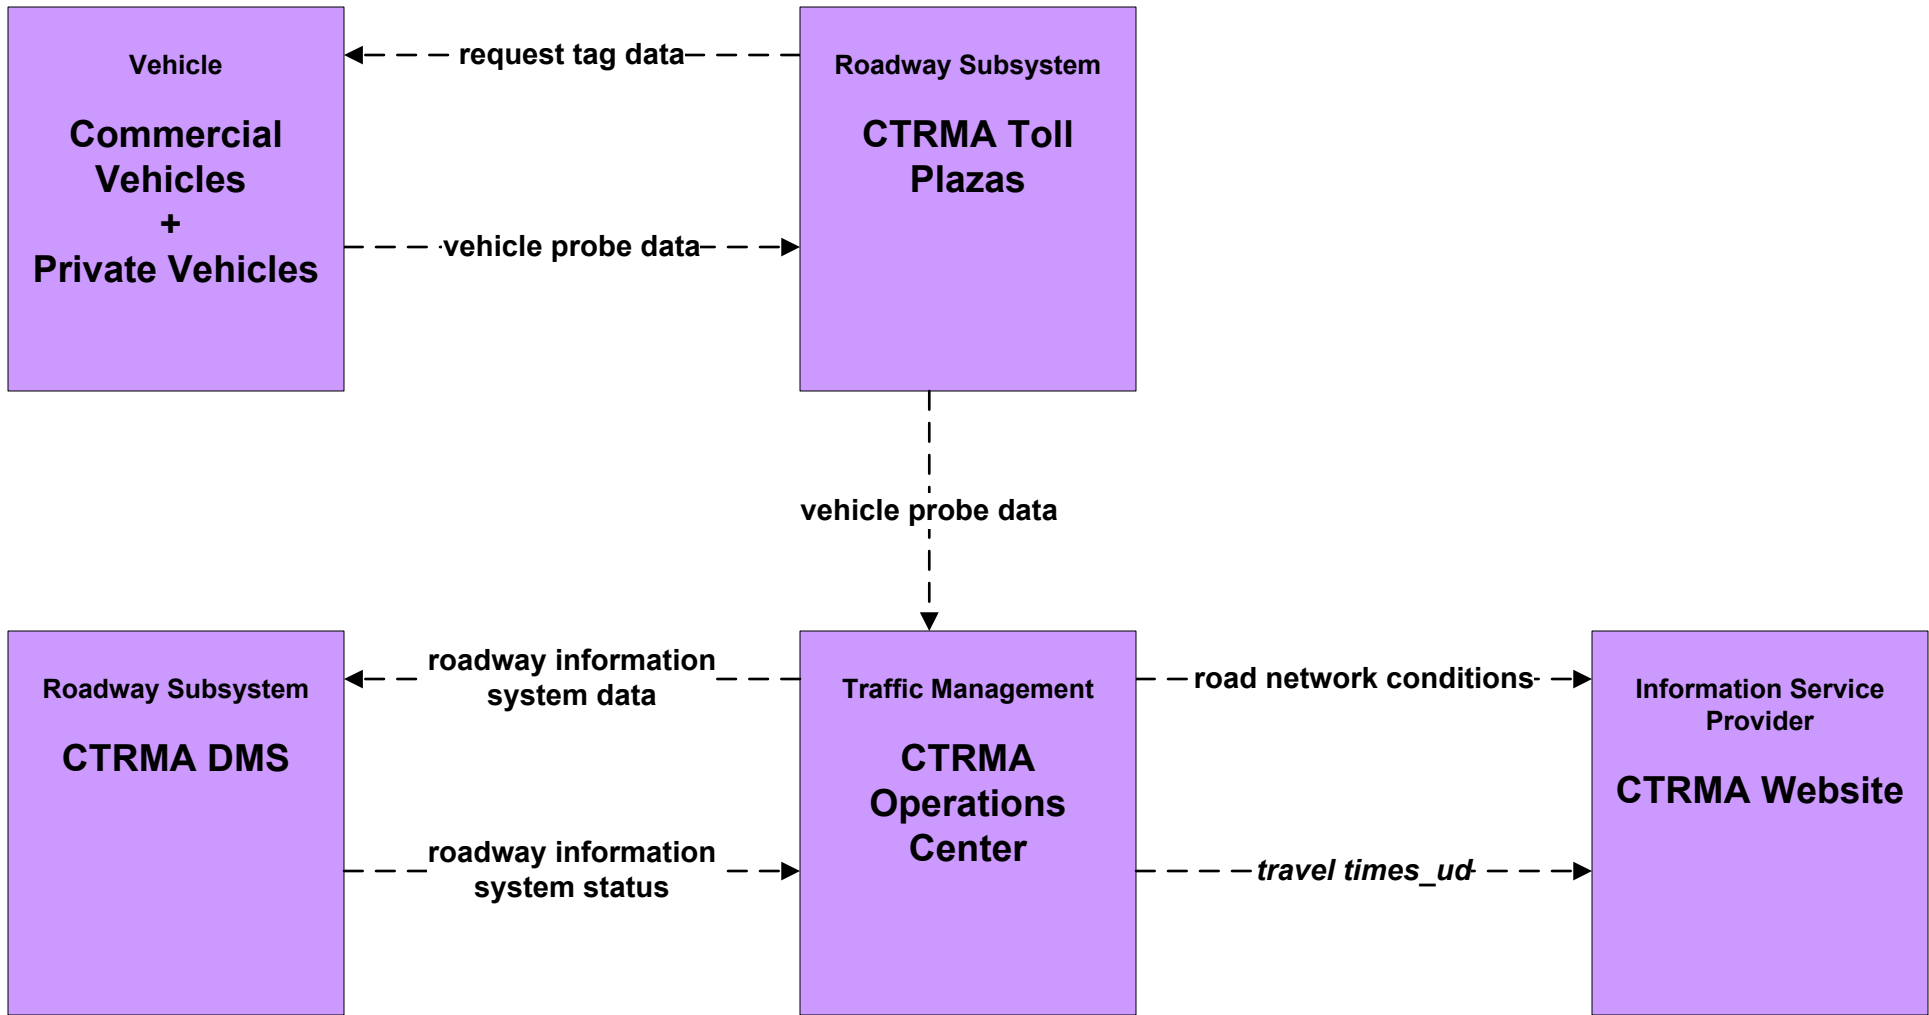 Vehicle
Commercial
Vehicles
+
Private Vehicles
request tag data
vehicle probe data
Roadway Subsystem
CTRMA Toll
Plazas
vehicle probe data
Roadway Subsystem
CTRMA DMS
roadway information
system data
roadway information
system status
Traffic Management
CTRMA
Operations
Center
road network conditions
travel times_ud
Information Service
Provider
CTRMA Website